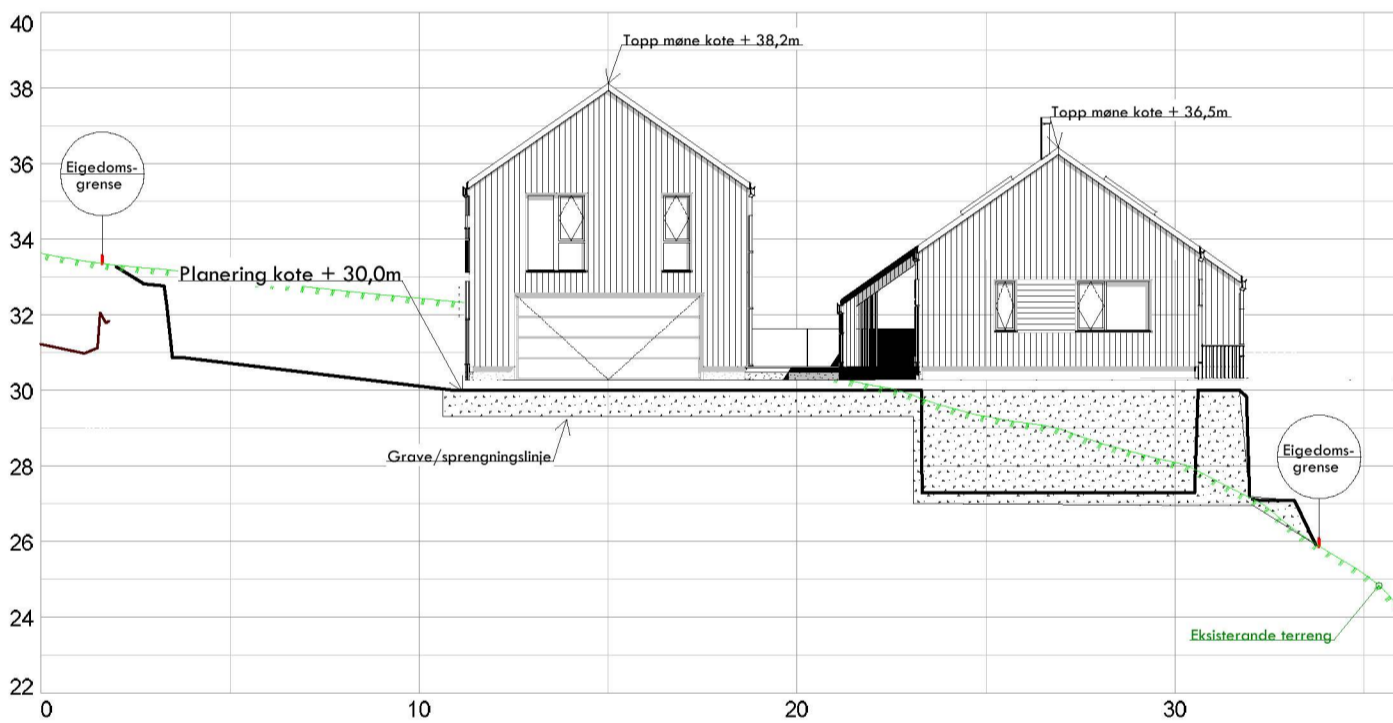 40
Topp møne kote + 38,2m
38
Topp møne kote + 36,5m
36
Eigedoms-
grense
34
Planering kote + 30,0m
32
30
Grave/sprengningslinje
28
Eigedoms-
grense
26
24
Eksisterande terreng
22
0
10
20
30